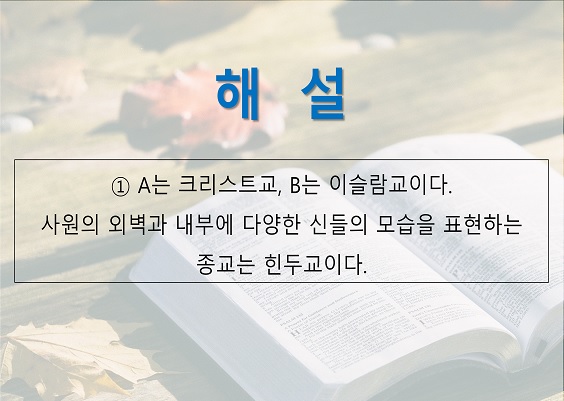 해 설
① A는 크리스트교, B는 이슬람교이다.
사원의 외벽과 내부에 다양한 신들의 모습을 표현하는
종교는 힌두교이다.